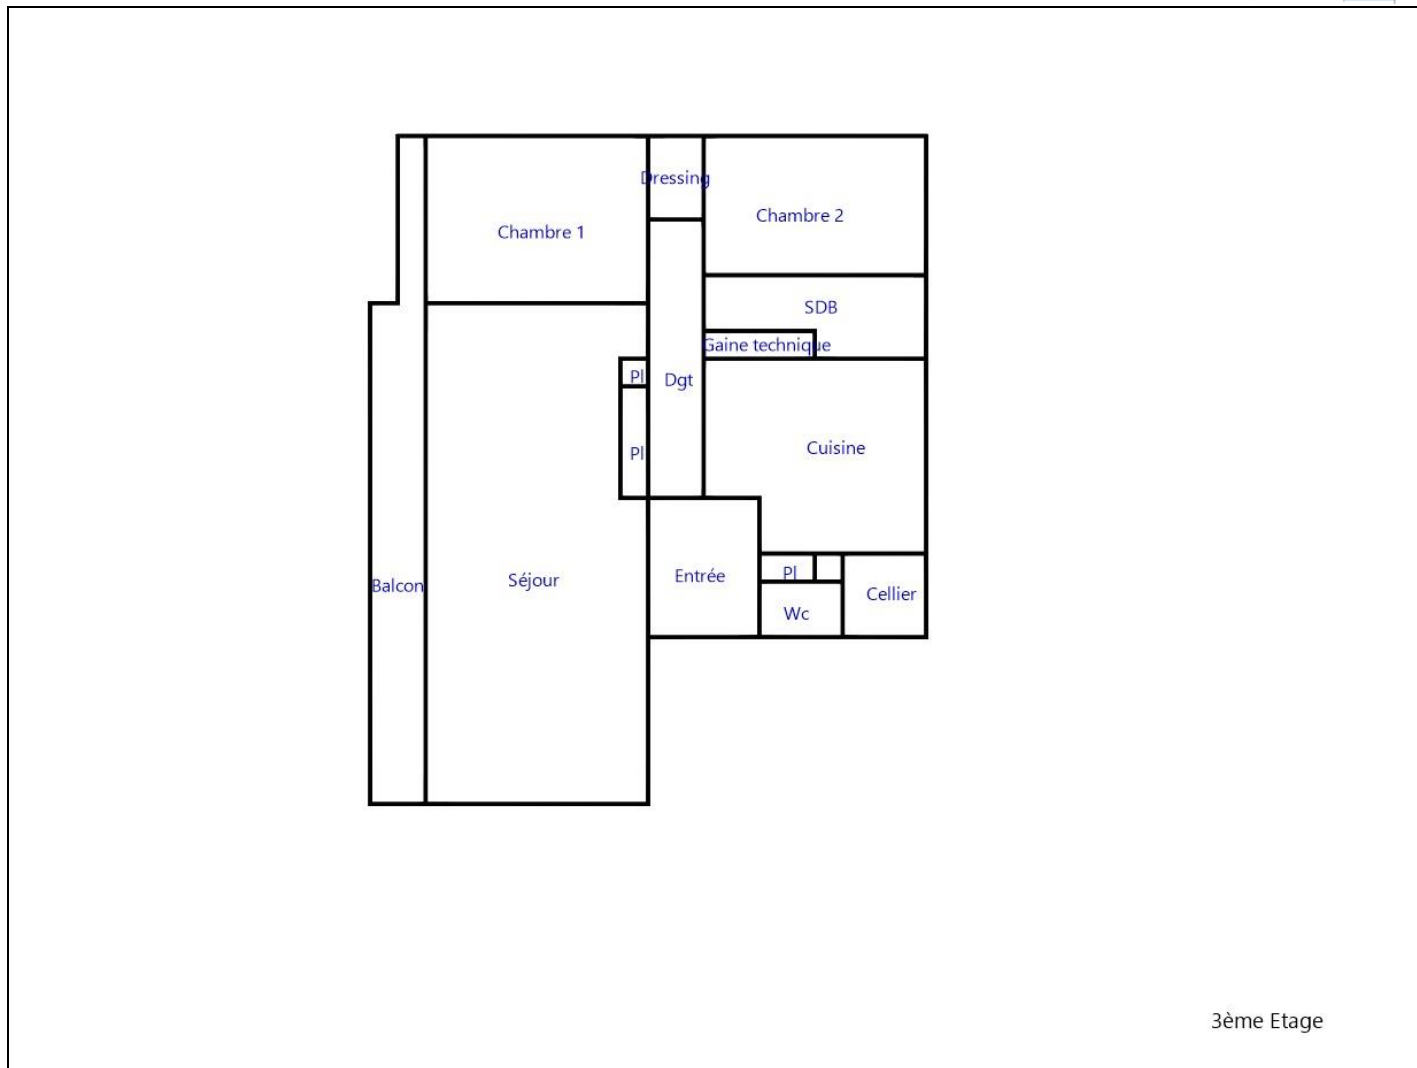 Dressing
Chambre 2
Chambre 1
SDB
Gaine technique
Pl
Dgt
Cuisine
Pl
Pl
Entrée
Séjour
Balcon
Cellier
Wc
3ème Etage